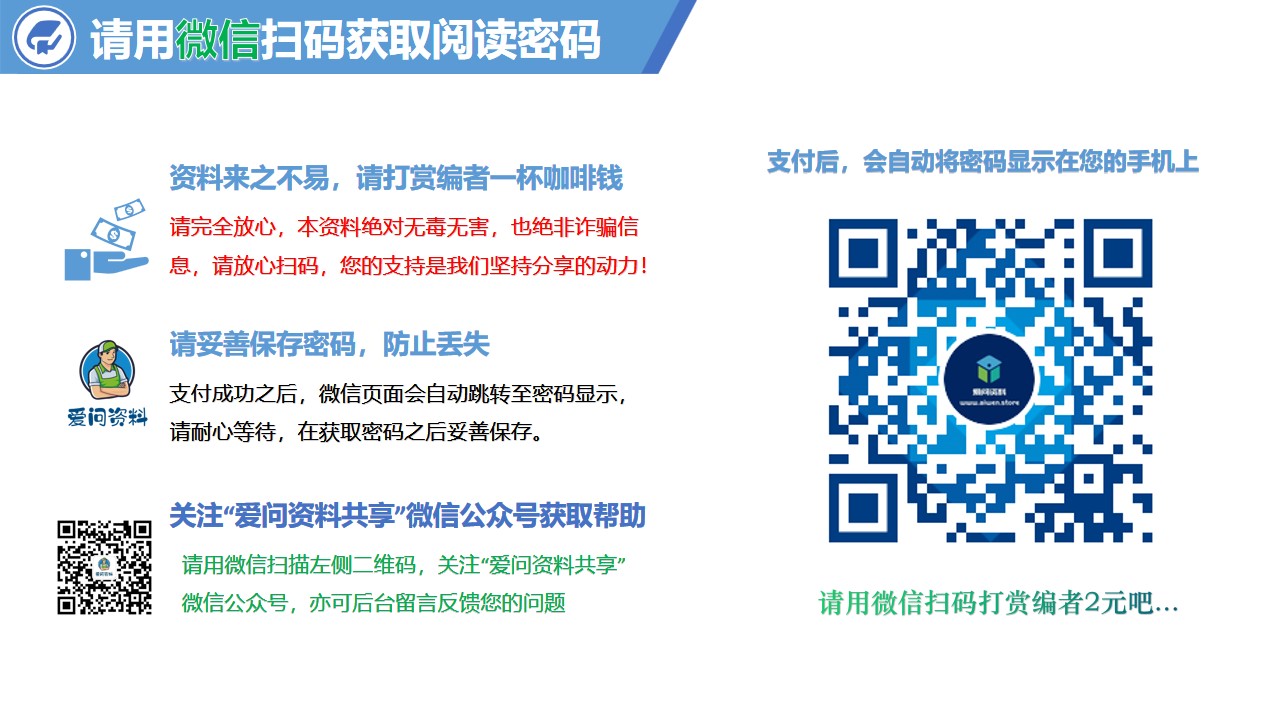 请用微信扫码获取阅读密码
资料来之不易，请打赏编者一杯咖啡钱
请完全放心，本资料绝对无毒无害，也绝非诈骗信
息，请放心扫码，您的支持是我们坚持分享的动力！
请妥善保存密码，防止丢失
支付成功之后，微信页面会自动跳转至密码显示，
请耐心等待，在获取密码之后妥善保存。
爱问资料
关注“爱问资料共享”微信公众号获取帮助
请用微信扫描左侧二维码，关注“爱问资料共享”
微信公众号，亦可后台留言反馈您的问题
支付后，会自动将密码显示在您的手机上
www.aiwen.store
请用微信扫码打赏编者2元吧...